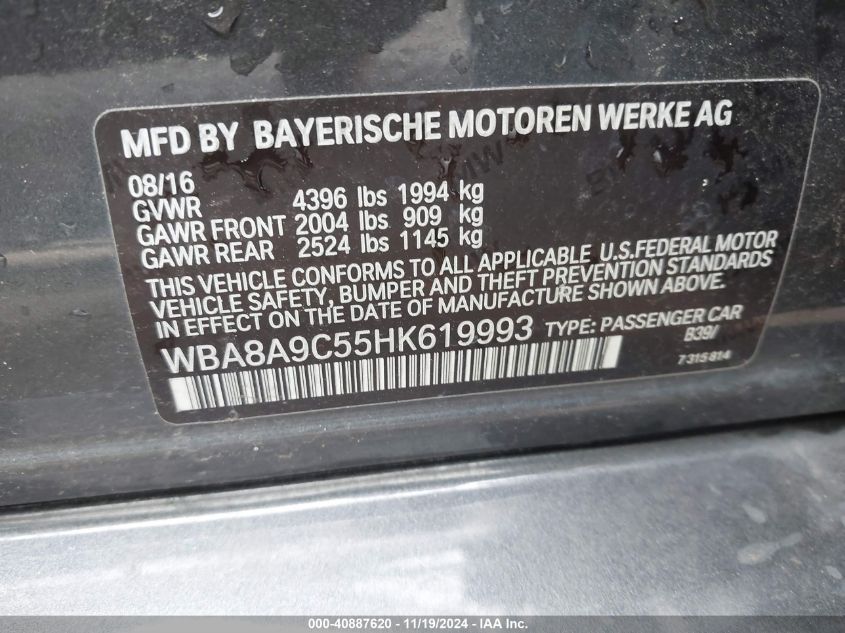 MFD BY BAYERISCHE MOTOREN WERKE AG
08/16
GVWR 4396 lbs 1994 kg
GAWR FRONT 2004 lbs 909 kg
GAWR REAR 2524 lbs 1145 kg
THIS VEHICLE CONFORMS TO ALL APPLICABLE U.S.FEDERAL MOTOR
VEHICLE SAFETY, BUMPER AND THEFT PREVENTION STANDARDS
IN EFFECT ON THE DATE OF MANUFACTURE SHOWN ABOVE.
WBA8A9C55HK619993 TYPE: PASSENGER CAR
B39/
7315814
000-40887620 - 11/19/2024 - IAA Inc.